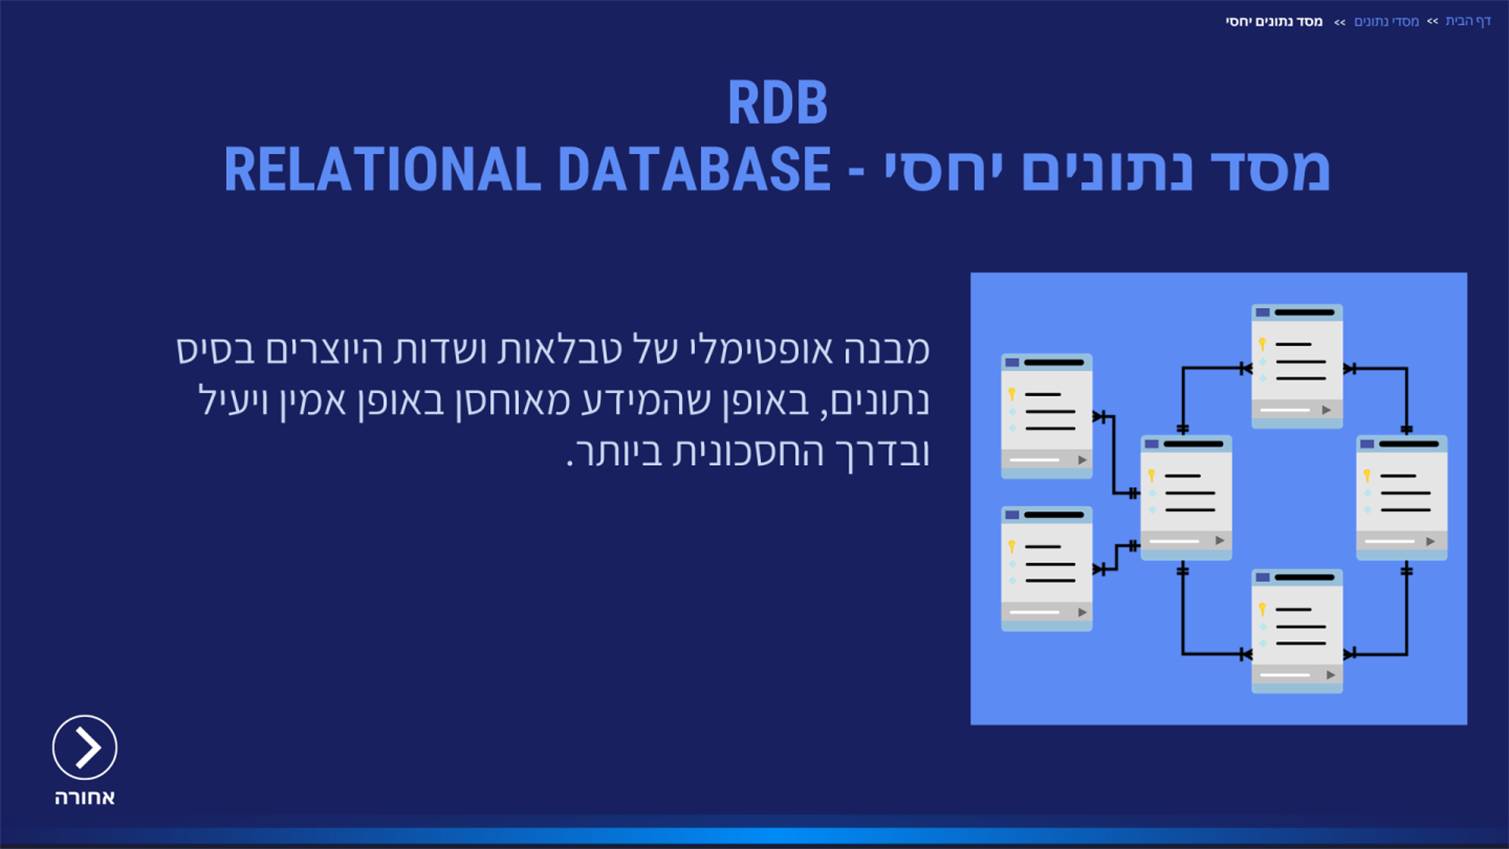 דף הבית >> מסדי נתונים >> מסד נתונים יחסי
RDB
מסד נתונים יחסי - RELATIONAL DATABASE
מבנה אופטימלי של טבלאות ושדות היוצרים בסיס
נתונים, באופן שהמידע מאוחסן באופן אמין ויעיל
ובדרך החסכונית ביותר.
אחורה